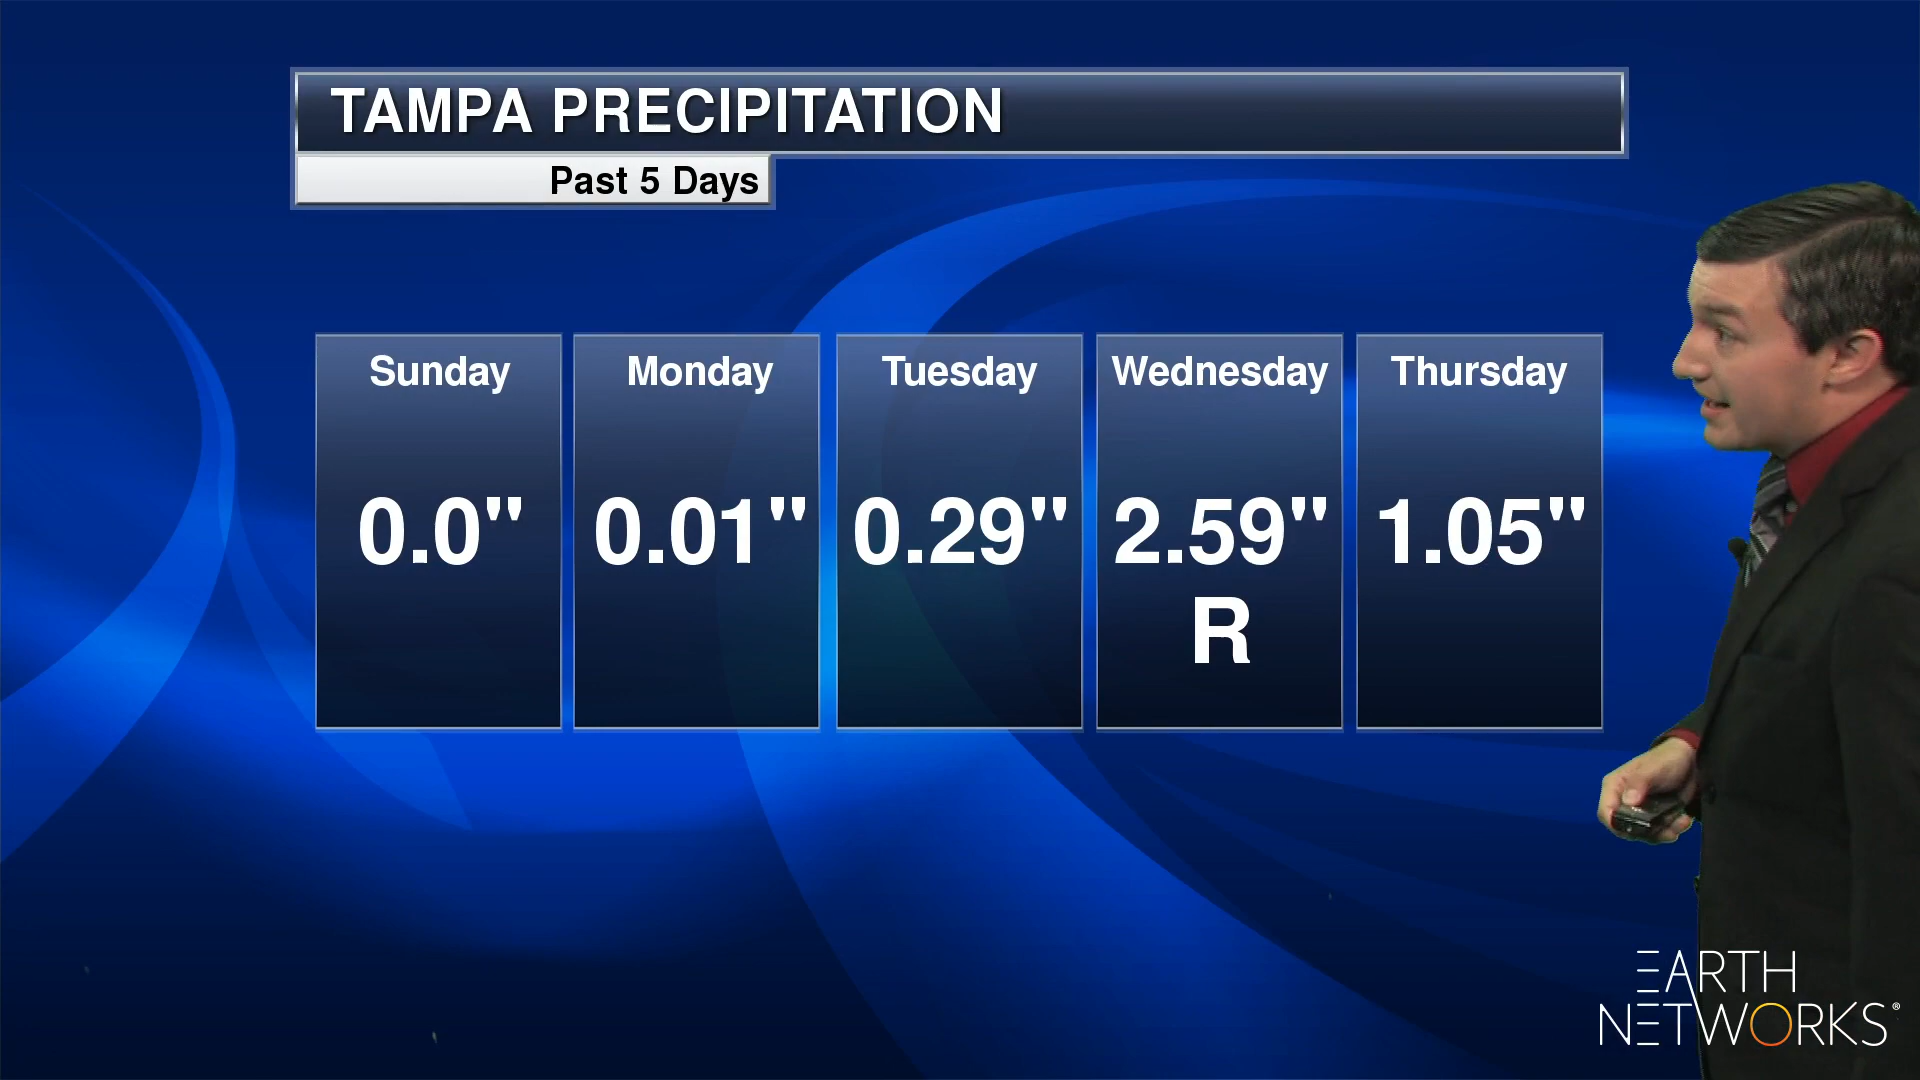 TAMPA PRECIPITATION
Past 5 Days
Sunday Monday Tuesday Wednesday Thursday
0.0" 0.01" 0.29" 2.59" 1.05"
R
EARTH
NETWORKS®